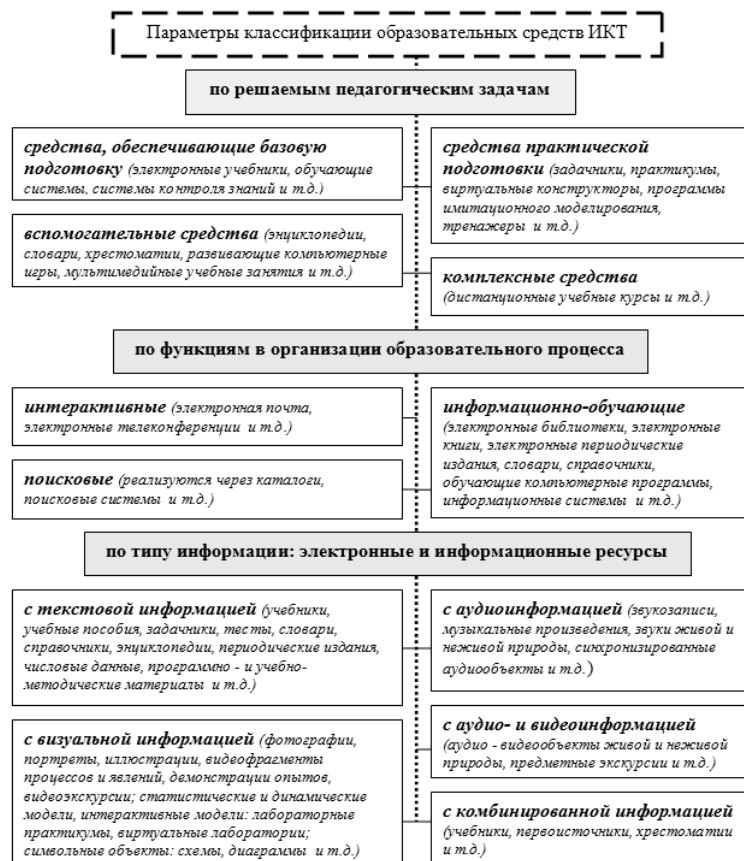 Параметры классификации образовательных средств ИКТ
по решаемым педагогическим задачам
средства, обеспечивающие базовую
подготовку (электронные учебники, обучающие
системы, системы контроля знаний и т.д.)
средства практической
подготовки (задачники, практикумы,
виртуальные конструкторы, программы
имитационного моделирования,
тренажеры и т.д.)
вспомогательные средства (энциклопедии,
словари, хрестоматии, развивающие компьютерные
игры, мультимедийные учебные занятия и т.д.)
комплексные средства
(дистанционные учебные курсы и т.д.)
по функциям в организации образовательного процесса
интерактивные (электронная почта,
электронные телеконференции и т.д.)
информационно-обучающие
(электронные библиотеки, электронные
книги, электронные периодические
издания, словари, справочники,
обучающие компьютерные программы,
информационные системы и т.д.)
поисковые (реализуются через каталоги,
поисковые системы и т.д.)
по типу информации: электронные и информационные ресурсы
с текстовой информацией (учебники,
учебные пособия, задачники, тесты, словари,
справочники, энциклопедии, периодические издания,
числовые данные, программно - и учебно-
методические материалы и т.д.)
с аудиоинформацией (звукозаписи,
музыкальные произведения, звуки живой и
неживой природы, синхронизированные
аудиообъекты и т.д.)
с визуальной информацией (фотографии,
портреты, иллюстрации, видеофрагменты
процессов и явлений, демонстрации опытов,
видеоэкскурсии; статистические и динамические
модели, интерактивные модели: лабораторные
практикумы, виртуальные лаборатории;
символьные объекты: схемы, диаграммы и т.д.)
с аудио- и видеоинформацией
(аудио - видеообъекты живой и неживой
природы, предметные экскурсии и т.д.)
с комбинированной информацией
(учебники, первоисточники, хрестоматии
и т.д.)